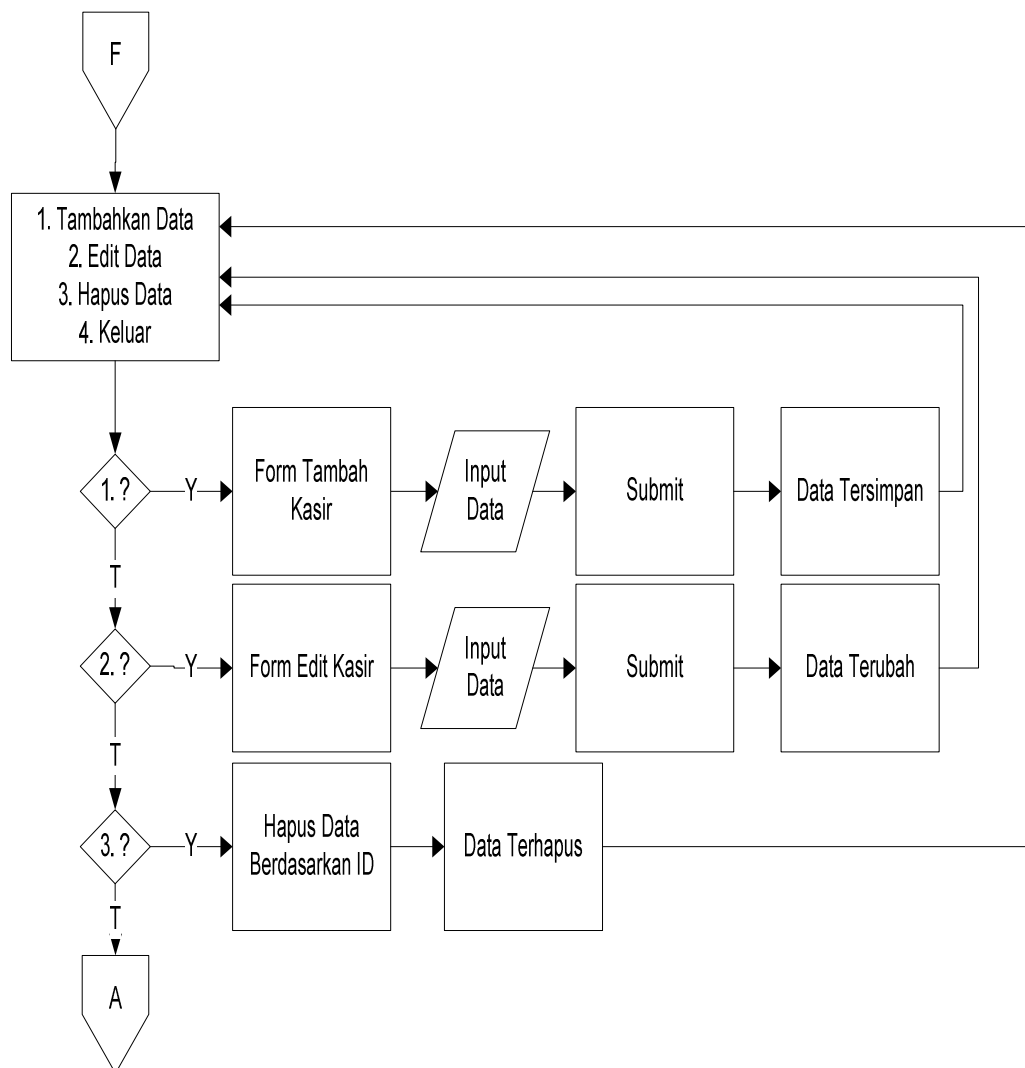 F
1. Tambahkan Data
2. Edit Data
3. Hapus Data
4. Keluar
1. ?
Y
Form Tambah
Kasir
Input
Data
Submit
Data Tersimpan
T
2. ?
Y
Form Edit Kasir
Input
Data
Submit
Data Terubah
T
3. ?
Y
Hapus Data
Berdasarkan ID
Data Terhapus
T
A